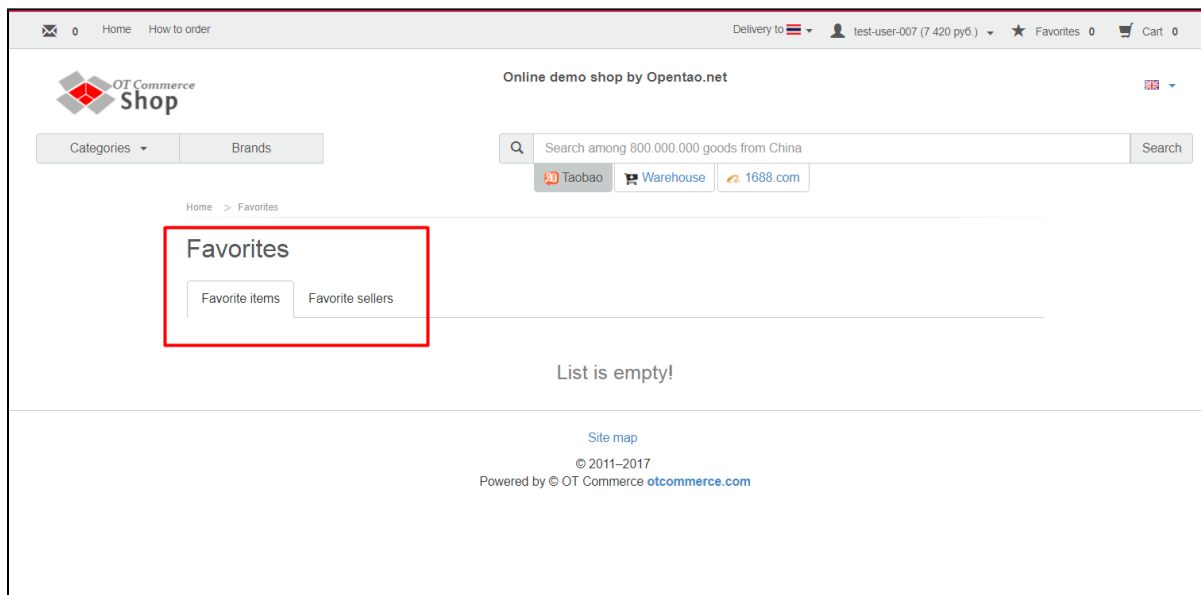 0 Home How to order Delivery to test-user-007 (7 420 руб.) Favorites 0 Cart 0
OT Commerce
Shop
Online demo shop by Opentao.net
Categories Brands Search among 800.000.000 goods from China Search
Taobao Warehouse 1688.com
Home > Favorites
Favorites
Favorite items Favorite sellers
List is empty!
Site map
© 2011–2017
Powered by © OT Commerce otcommerce.com